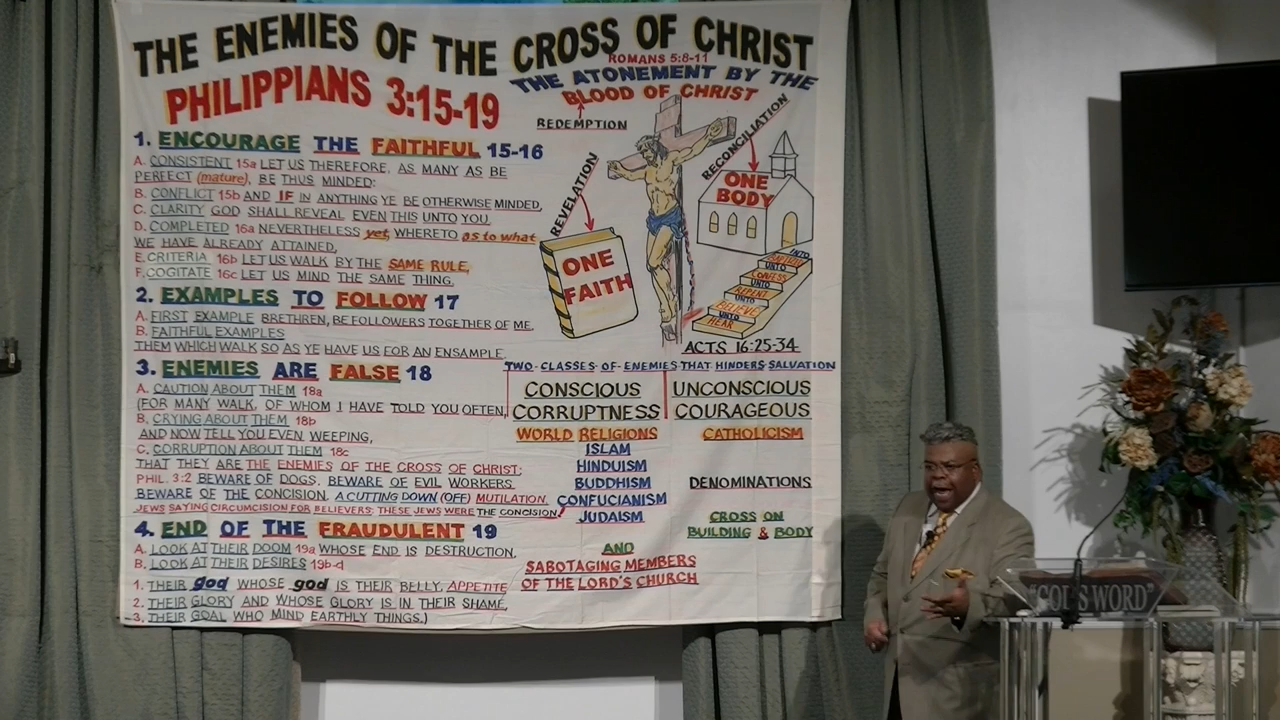 THE ENEMIES OF THE CROSS OF CHRIST
PHILIPPIANS 3:15-19
ROMANS 5:8-11
THE ATONEMENT BY THE
BLOOD OF CHRIST
REDEMPTION
REVELATION
RECONCILIATION
ONE
FAITH
ONE
BODY
INTO
BAPTIZED
UNTO
CONFESS
UNTO
REPENT
UNTO
BELIEVE
UNTO
HEAR
ACTS 16:25-34
1. ENCOURAGE THE FAITHFUL 15-16
A. CONSISTENT 15a LET US THEREFORE, AS MANY AS BE
PERFECT (mature), BE THUS MINDED:
B. CONFLICT 15b AND IF IN ANYTHING YE BE OTHERWISE MINDED,
C. CLARITY GOD SHALL REVEAL EVEN THIS UNTO YOU.
D. COMPLETED 16a NEVERTHELESS yet, WHERETO as to what
WE HAVE ALREADY ATTAINED,
E. CRITERIA 16b LET US WALK BY THE SAME RULE,
F. COGITATE 16c LET US MIND THE SAME THING.
2. EXAMPLES TO FOLLOW 17
A. FIRST EXAMPLE BRETHREN, BE FOLLOWERS TOGETHER OF ME,
B. FAITHFUL EXAMPLES
THEM WHICH WALK SO AS YE HAVE US FOR AN ENSAMPLE.
3. ENEMIES ARE FALSE 18
A. CAUTION ABOUT THEM 18a
(FOR MANY WALK, OF WHOM I HAVE TOLD YOU OFTEN,
B. CRYING ABOUT THEM 18b
AND NOW TELL YOU EVEN WEEPING,
C. CORRUPTION ABOUT THEM 18c
THAT THEY ARE THE ENEMIES OF THE CROSS OF CHRIST:
PHIL. 3:2 BEWARE OF DOGS, BEWARE OF EVIL WORKERS
BEWARE OF THE CONCISION. A CUTTING DOWN (OFF) MUTILATION
JEWS SAYING CIRCUMCISION FOR BELIEVERS: THESE JEWS WERE THE CONCISION!
4. END OF THE FRAUDULENT 19
A. LOOK AT THEIR DOOM 19a WHOSE END IS DESTRUCTION,
B. LOOK AT THEIR DESIRES 19b-d
1. THEIR god WHOSE god IS THEIR BELLY, APPETITE
2. THEIR GLORY AND WHOSE GLORY IS IN THEIR SHAME,
3. THEIR GOAL WHO MIND EARTHLY THINGS.)
TWO-CLASSES-OF-ENEMIES THAT HINDERS SALVATION
CONSCIOUS
CORRUPTNESS
WORLD RELIGIONS
ISLAM
HINDUISM
BUDDHISM
CONFUCIANISM
JUDAISM
AND
SABOTAGING MEMBERS
OF THE LORD'S CHURCH
UNCONSCIOUS
COURAGEOUS
CATHOLICISM
DENOMINATIONS
CROSS ON
BUILDING & BODY
"GOD'S WORD"